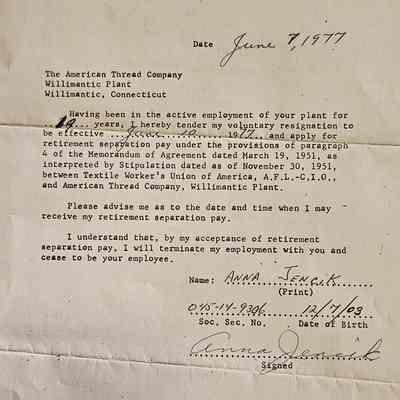 Date June 7, 1977
The American Thread Company
Willimantic Plant
Willimantic, Connecticut
Having been in the active employment of your plant for
19 years, I hereby tender my voluntary resignation to
be effective June 10 1977 and apply for
retirement separation pay under the provisions of paragraph
4 of the Memorandum of Agreement dated March 19, 1951, as
interpreted by Stipulation dated as of November 30, 1951,
between Textile Worker's Union of America, A.F.L.-C.I.O.,
and American Thread Company, Willimantic Plant.
Please advise me as to the date and time when I may
receive my retirement separation pay.
I understand that, by my acceptance of retirement
separation pay, I will terminate my employment with you and
cease to be your employee.
Name: ANNA JENCIK
(Print)
12/7/03
Soc. Sec. No. Date of Birth
Anna Jencik
Signed